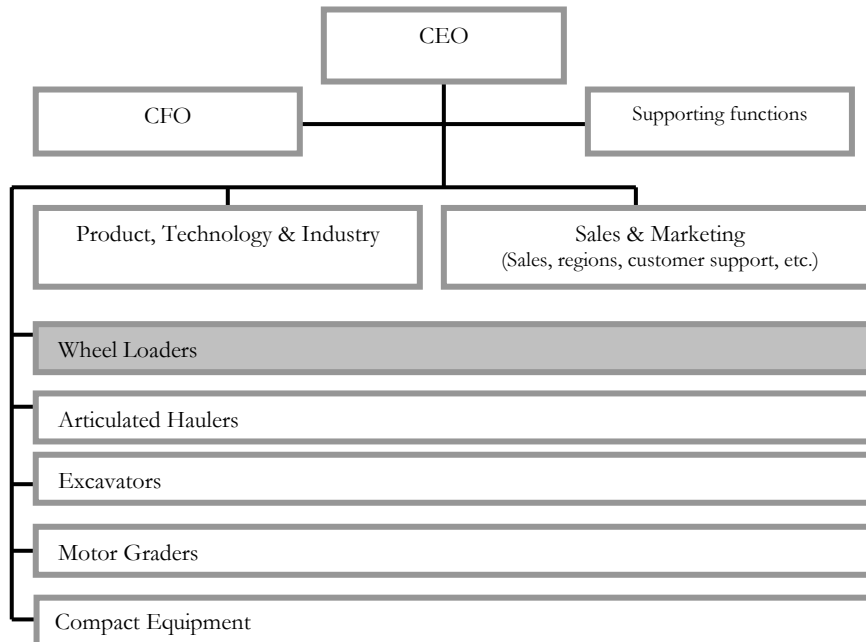 CEO
CFO
Supporting functions
Product, Technology & Industry
Sales & Marketing
(Sales, regions, customer support, etc.)
Wheel Loaders
Articulated Haulers
Excavators
Motor Graders
Compact Equipment